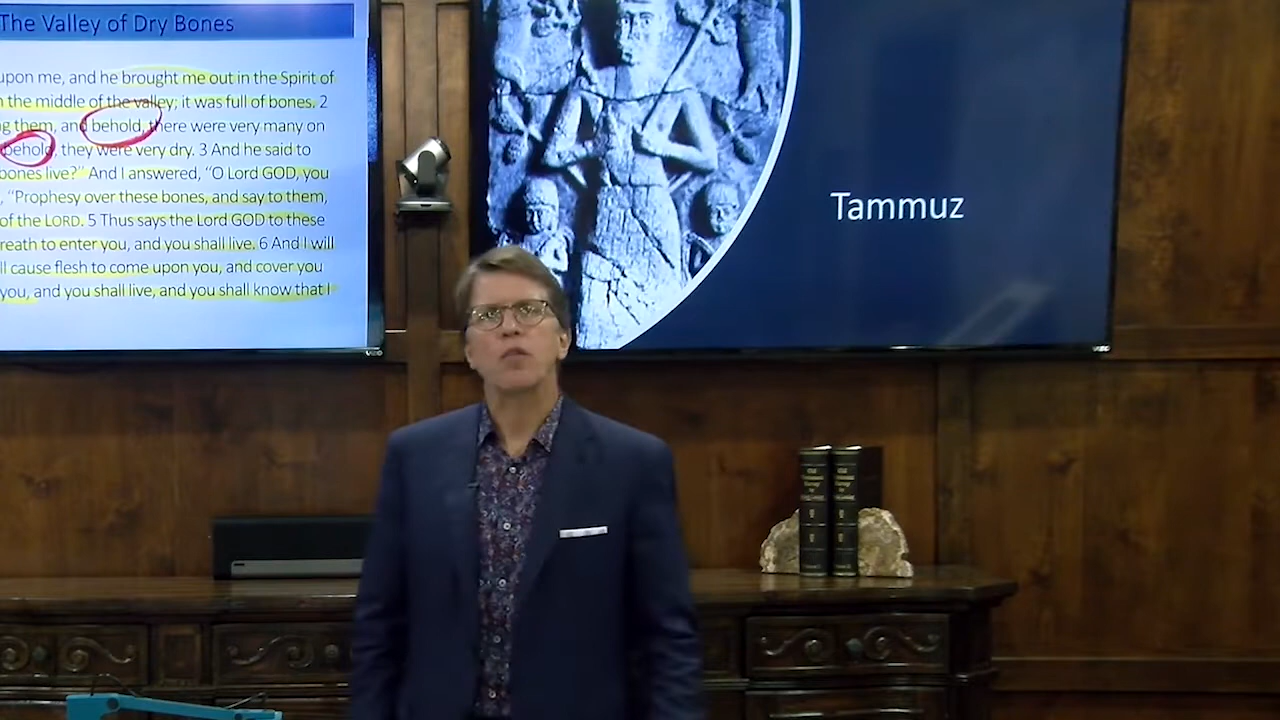 The Valley of Dry Bones
upon me, and he brought me out in the Spirit of
the middle of the valley; it was full of bones. 2
them, and behold, there were very many on
behold, they were very dry. 3 And he said to
bones live?" And I answered, "O Lord GOD, you
, "Prophesy over these bones, and say to them,
of the LORD. 5 Thus says the Lord GOD to these
to enter you, and you shall live. 6 And I will
cause flesh to come upon you, and cover you
you, and you shall live, and you shall know that I
VIZIO
Tammuz
VIZIO